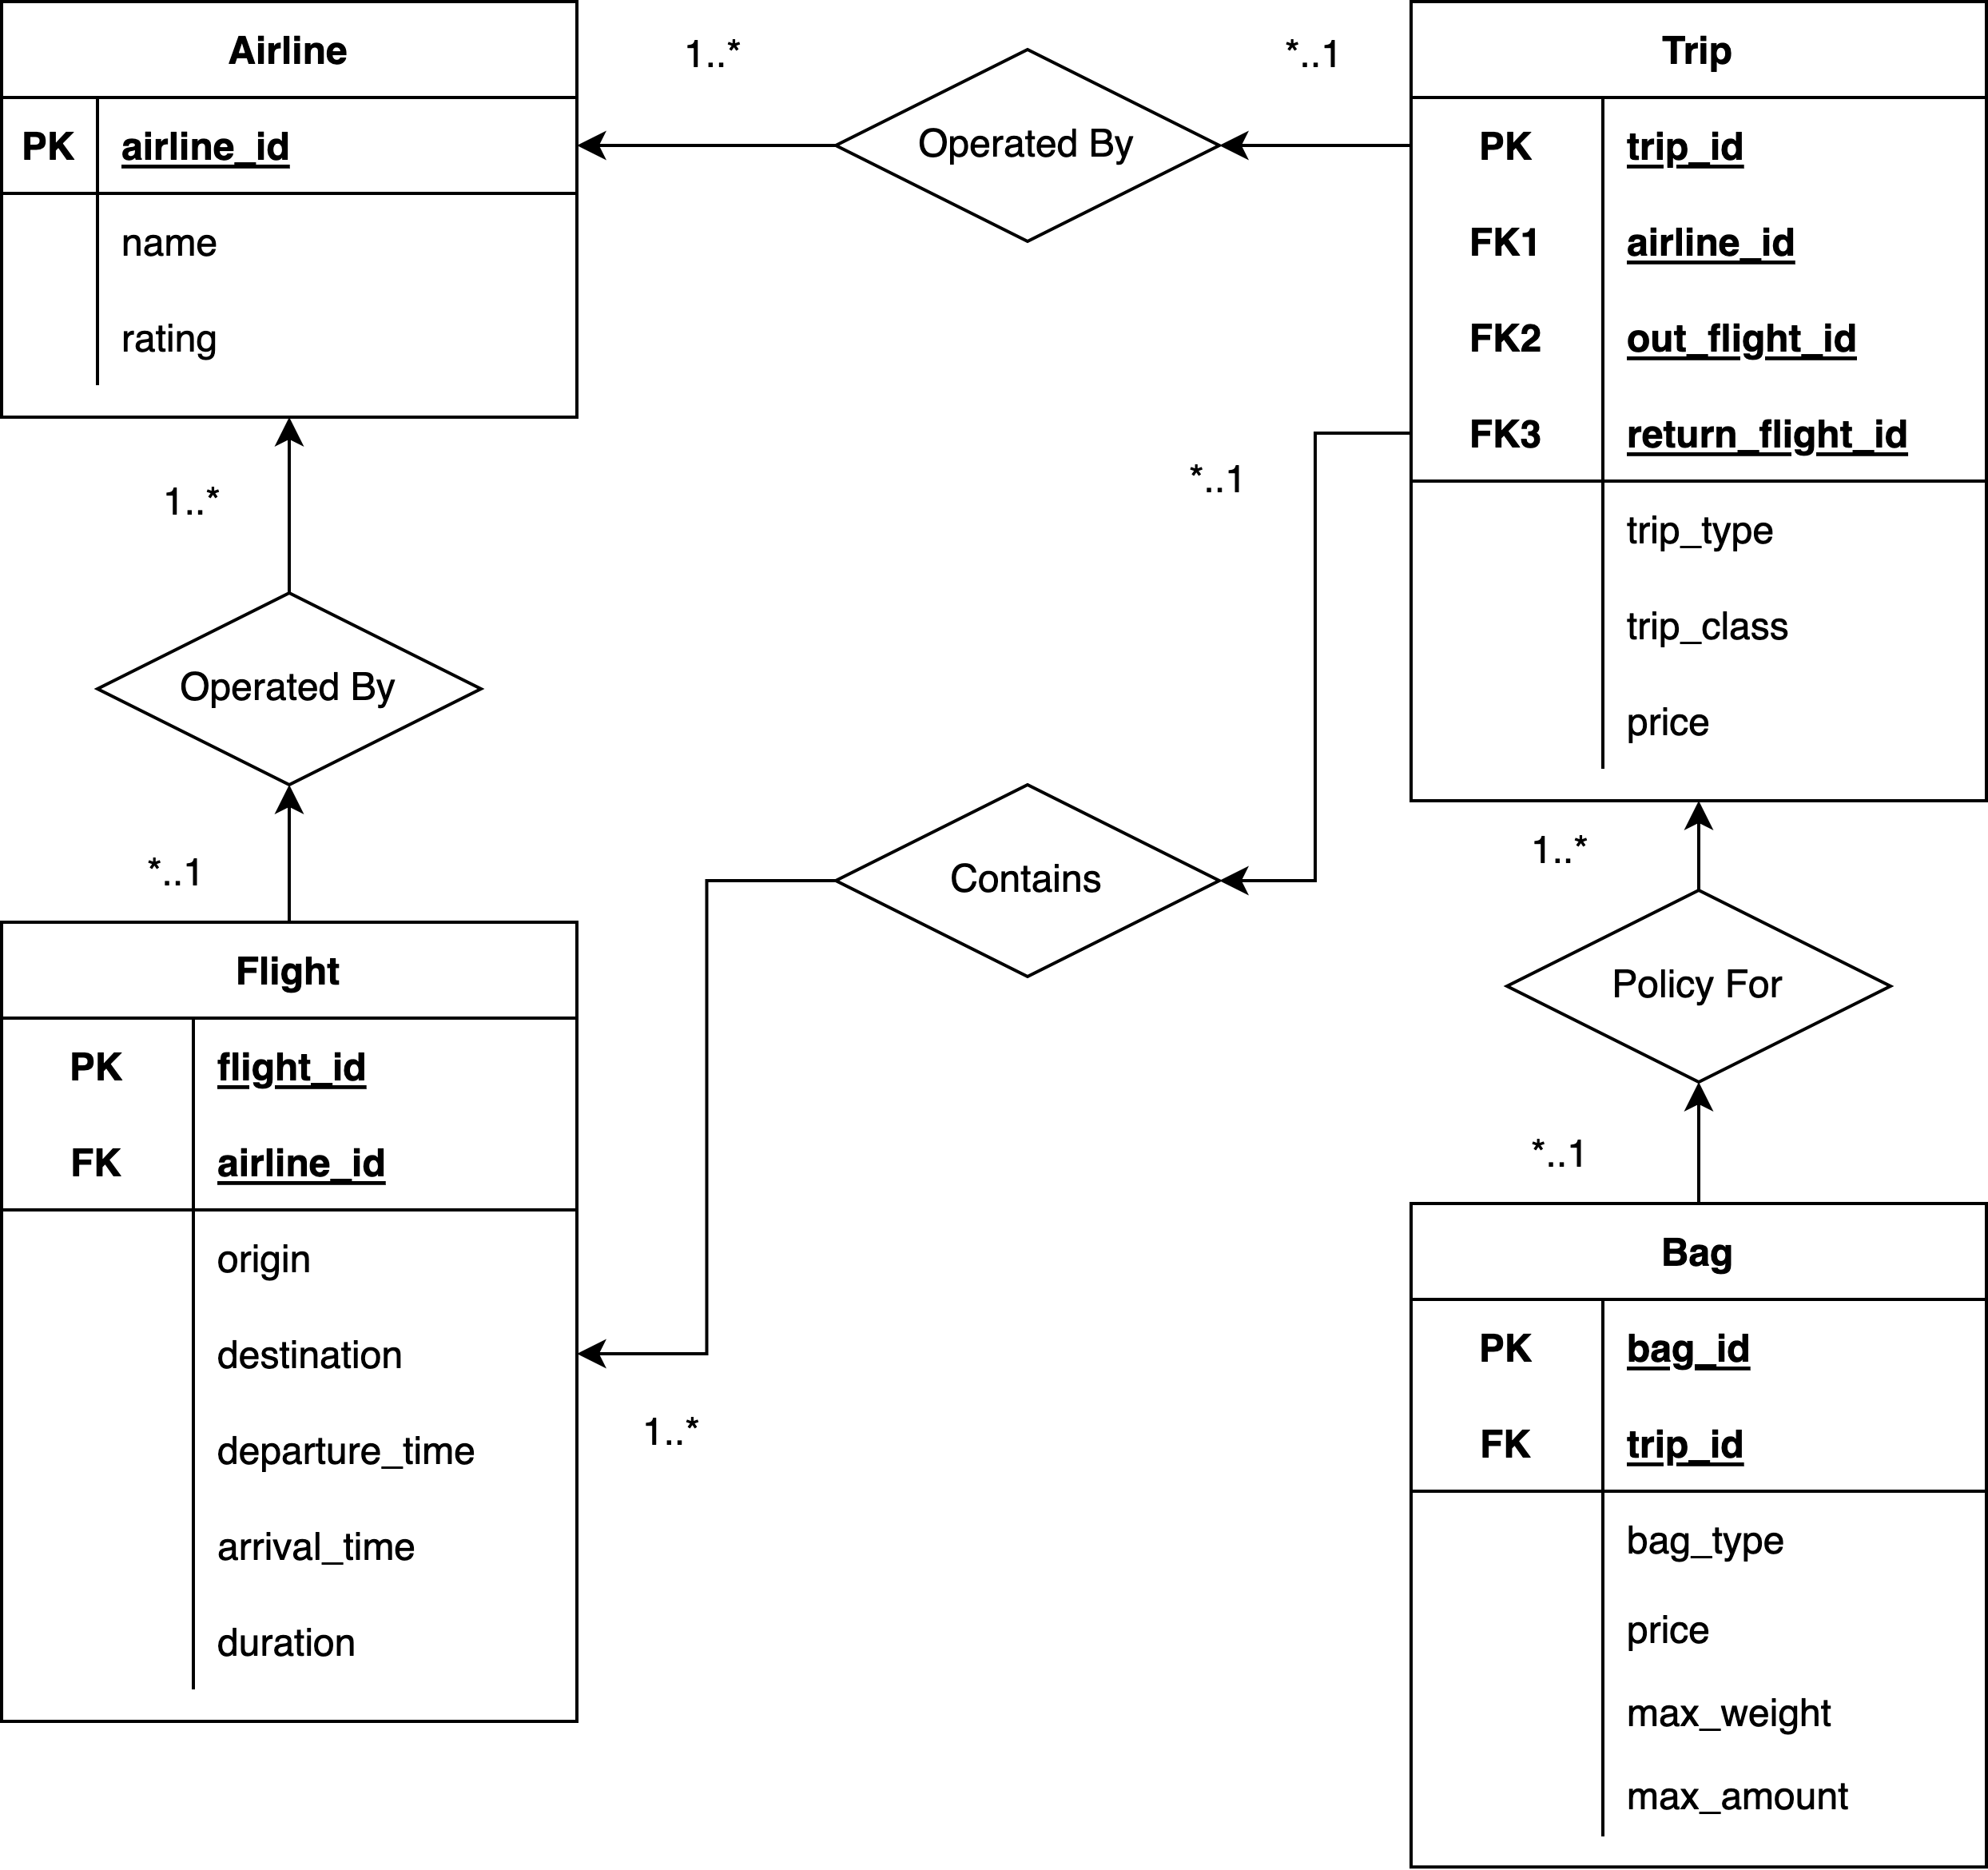 Airline
PK airline_id
name
rating
1..*
Operated By
*..1
Trip
PK trip_id
FK1 airline_id
FK2 out_flight_id
FK3 return_flight_id
trip_type
trip_class
price
1..*
Operated By
*..1
*..1
Contains
1..*
Flight
PK flight_id
FK airline_id
origin
destination
departure_time
arrival_time
duration
1..*
Policy For
*..1
Bag
PK bag_id
FK trip_id
bag_type
price
max_weight
max_amount